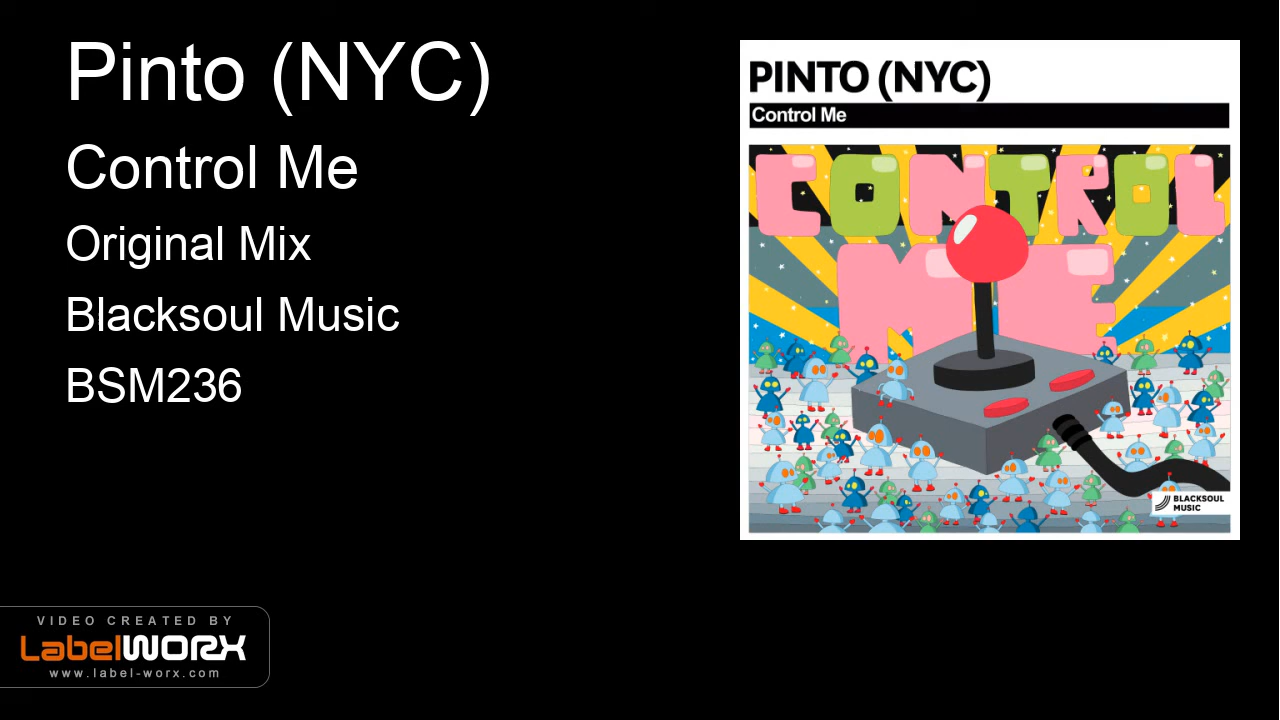 Pinto (NYC)
Control Me
Original Mix
Blacksoul Music
BSM236
PINTO (NYC)
Control Me
CONTROL
ME
BLACKSOUL
MUSIC
VIDEO CREATED BY
LabelWORX
www.label-worx.com